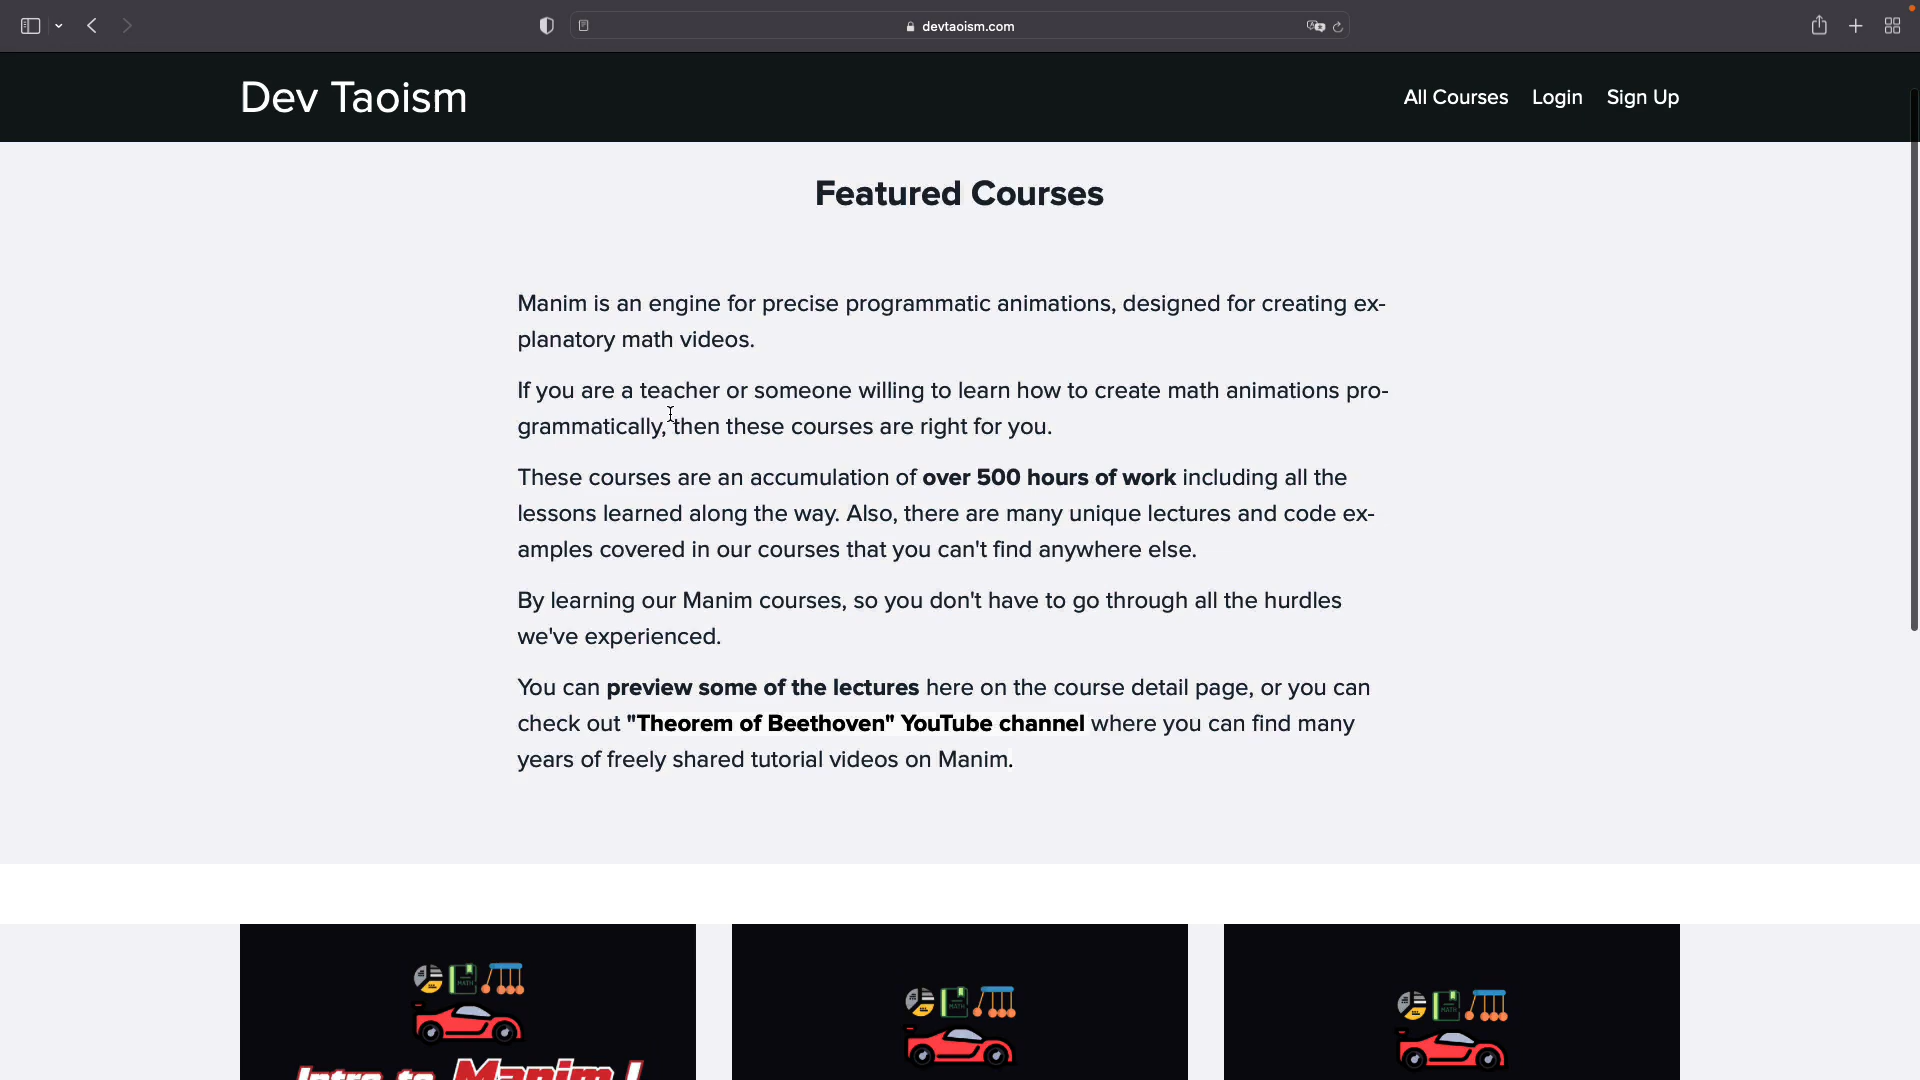 devtaoism.com
Dev Taoism
All Courses Login Sign Up
Featured Courses
Manim is an engine for precise programmatic animations, designed for creating ex-
planatory math videos.
If you are a teacher or someone willing to learn how to create math animations pro-
grammatically, then these courses are right for you.
These courses are an accumulation of over 500 hours of work including all the
lessons learned along the way. Also, there are many unique lectures and code ex-
amples covered in our courses that you can't find anywhere else.
By learning our Manim courses, so you don't have to go through all the hurdles
we've experienced.
You can preview some of the lectures here on the course detail page, or you can
check out "Theorem of Beethoven" YouTube channel where you can find many
years of freely shared tutorial videos on Manim.
MATH
MATH
MATH
Intro to Manim !